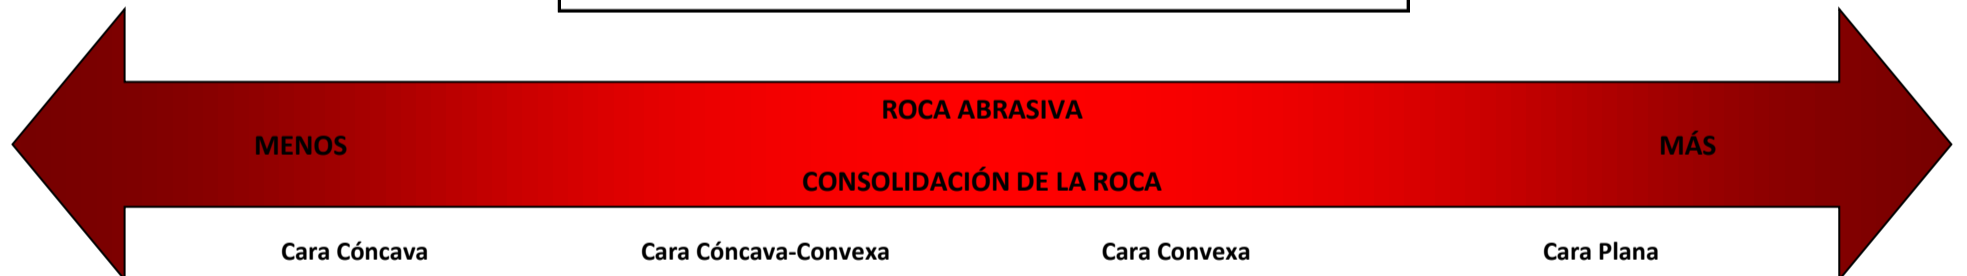 ROCA ABRASIVA
MENOS MÁS
CONSOLIDACIÓN DE LA ROCA
Cara Cóncava Cara Cóncava-Convexa Cara Convexa Cara Plana